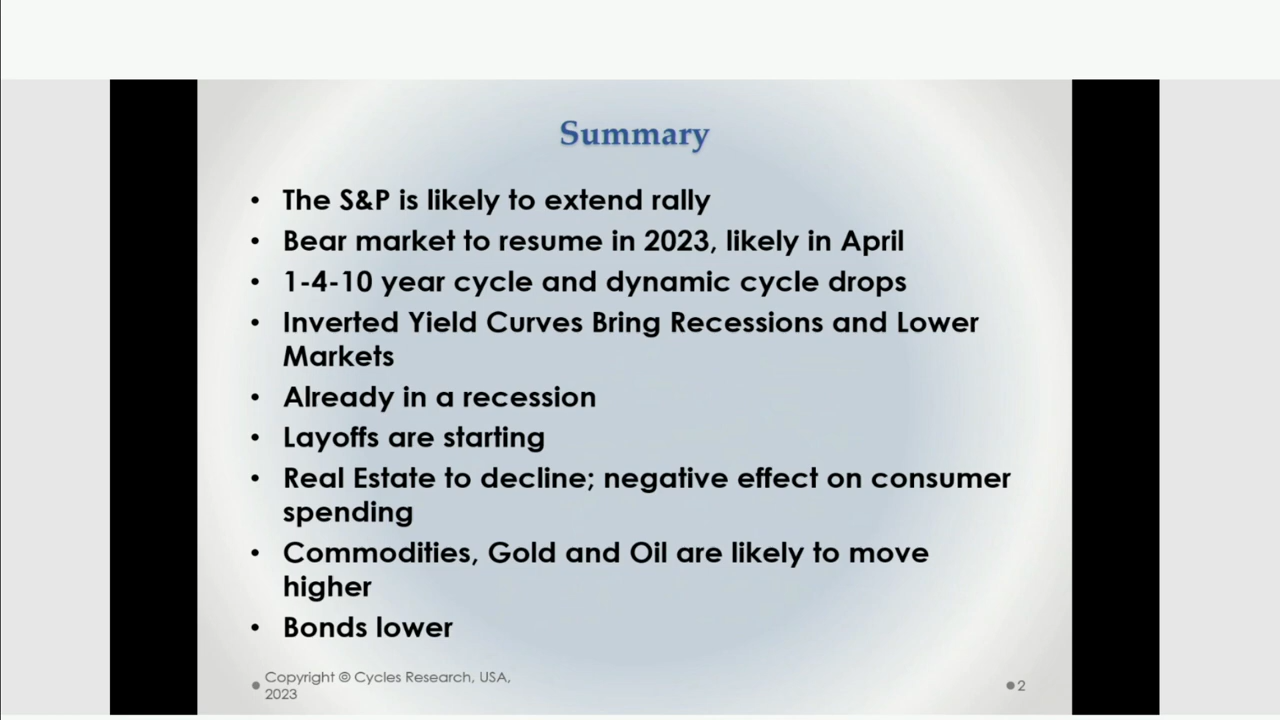 Summary
• The S&P is likely to extend rally
• Bear market to resume in 2023, likely in April
• 1-4-10 year cycle and dynamic cycle drops
• Inverted Yield Curves Bring Recessions and Lower
Markets
• Already in a recession
• Layoffs are starting
• Real Estate to decline; negative effect on consumer
spending
• Commodities, Gold and Oil are likely to move
higher
• Bonds lower
• Copyright © Cycles Research, USA,
2023
• 2